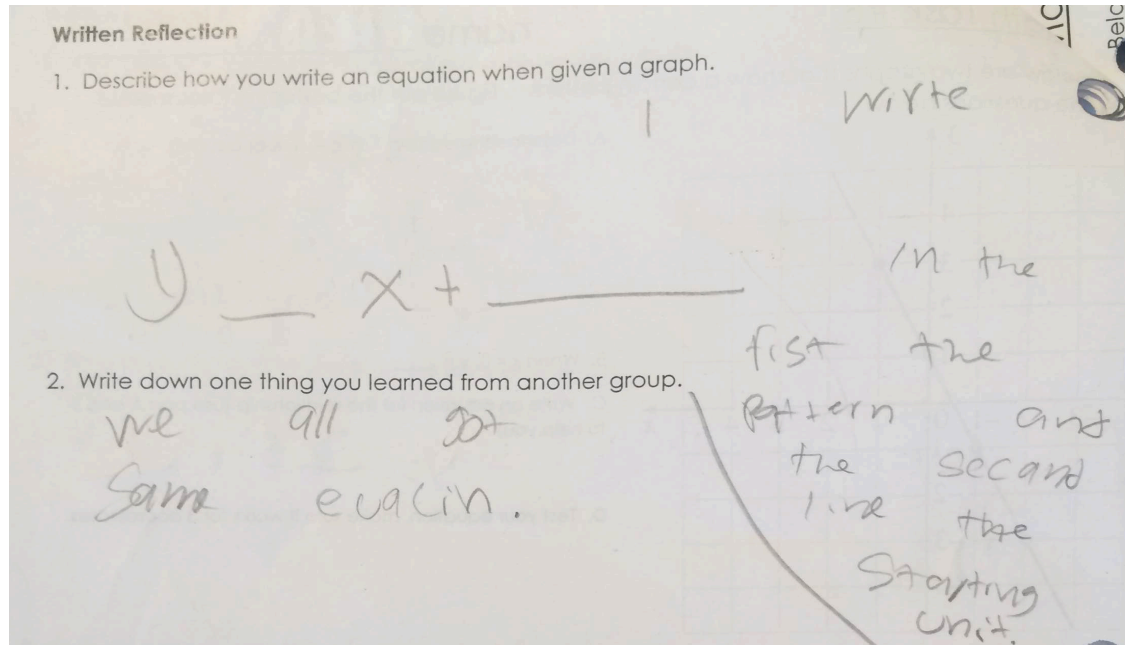 Written Reflection
1. Describe how you write an equation when given a graph.
I write
y __ x + ____
in the
fist the
pattern and
the secand
line the
Starting
unit.
2. Write down one thing you learned from another group.
we all got
Same euacin.
Belo